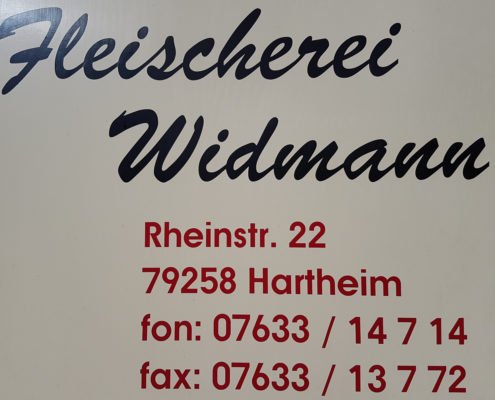 Fleischerei
Widmann
Rheinstr. 22
79258 Hartheim
fon: 07633 / 14 7 14
fax: 07633 / 13 7 72